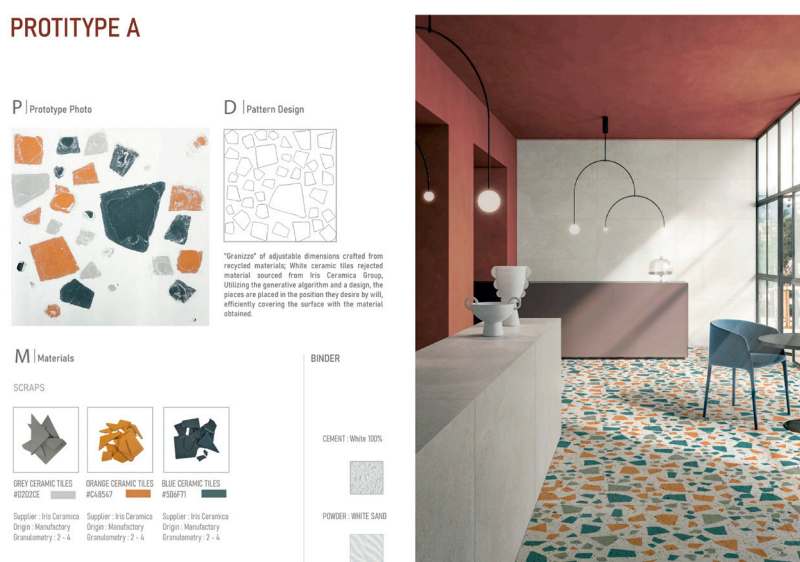 PROTITYPE A
P | Prototype Photo
D | Pattern Design
"Granizzo" of adjustable dimensions crafted from
recycled materials; White ceramic tiles rejected
material sourced from Iris Ceramica Group,
Utilizing the generative algorithm and a design, the
pieces are placed in the position they desire by will,
efficiently covering the surface with the material
obtained.
M | Materials
SCRAPS
GREY CERAMIC TILES
#D2D2CE
Supplier : Iris Ceramica
Origin : Manufactory
Granulometry : 2 - 4
ORANGE CERAMIC TILES
#C48547
Supplier : Iris Ceramica
Origin : Manufactory
Granulometry : 2 - 4
BLUE CERAMIC TILES
#5D6F71
Supplier : Iris Ceramica
Origin : Manufactory
Granulometry : 2 - 4
BINDER
CEMENT : White 100%
POWDER : WHITE SAND